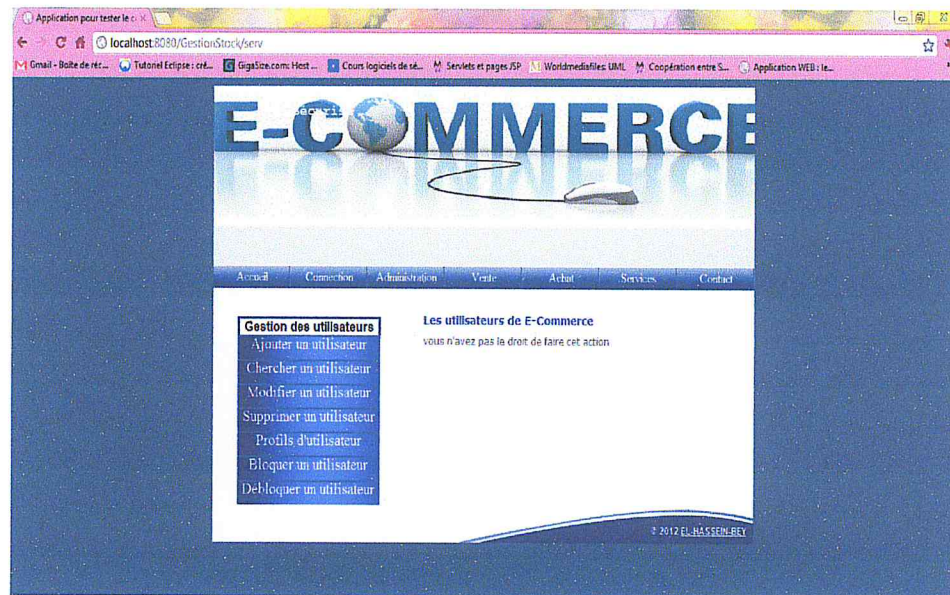 Application pour tester le c
localhost:8080/GestionStock/serv
Gmail - Boîte de réc... Tutoriel Eclipse : cré... GigaSize.com: Host ... Cours logiciels de sé... Servlets et pages JSP Worldmediafiles: UML Coopération entre S... Application WEB : le...
E-COMMERCE
Accueil Connection Administration Vente Achat Services Contact
Gestion des utilisateurs
Ajouter un utilisateur
Chercher un utilisateur
Modifier un utilisateur
Supprimer un utilisateur
Profils d'utilisateur
Bloquer un utilisateur
Débloquer un utilisateur
Les utilisateurs de E-Commerce
vous n'avez pas le droit de faire cet action
© 2012 EL-HASSEIN-BEY